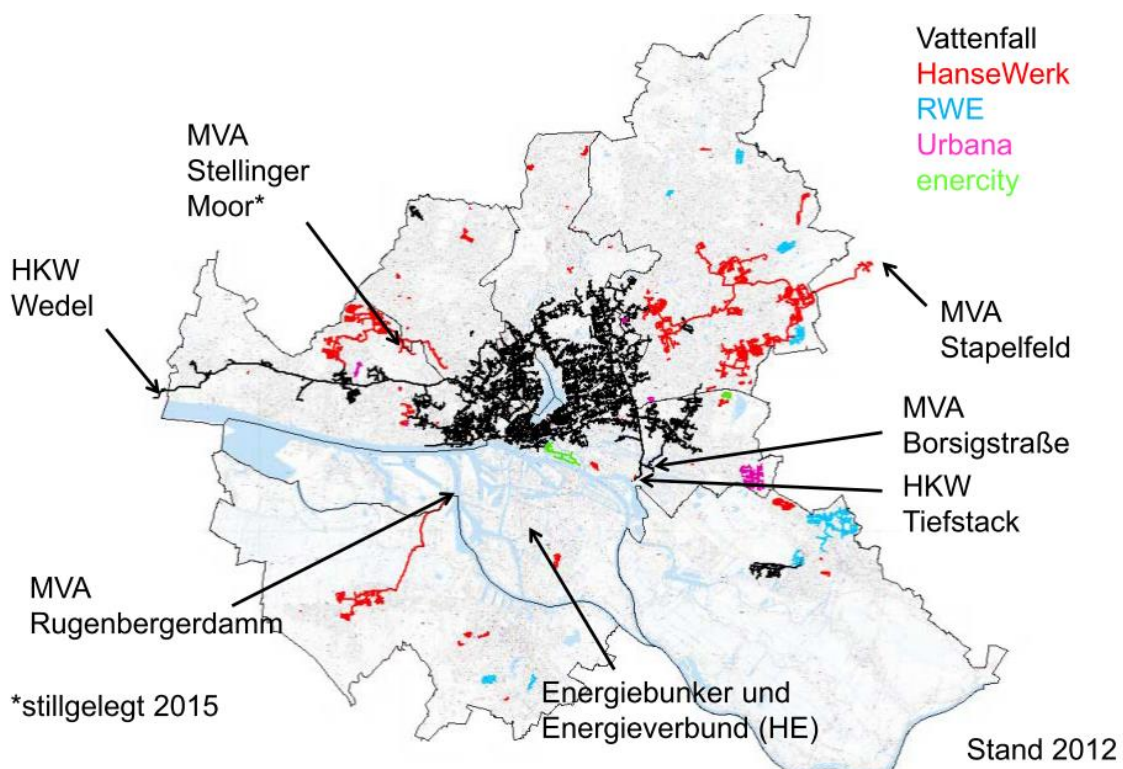 Vattenfall
HanseWerk
RWE
Urbana
enercity
MVA
Stellinger
Moor*
HKW
Wedel
MVA
Stapelfeld
MVA
Borsigstraße
HKW
Tiefstack
MVA
Rugenbergerdamm
Energiebunker und
Energieverbund (HE)
*stillgelegt 2015
Stand 2012